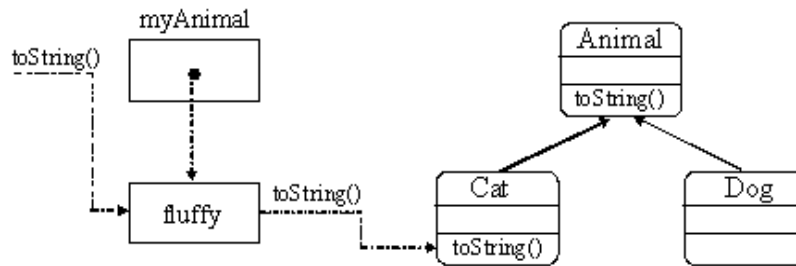 myAnimal
toString()
fluffy
toString()
Animal
toString()
Cat
toString()
Dog